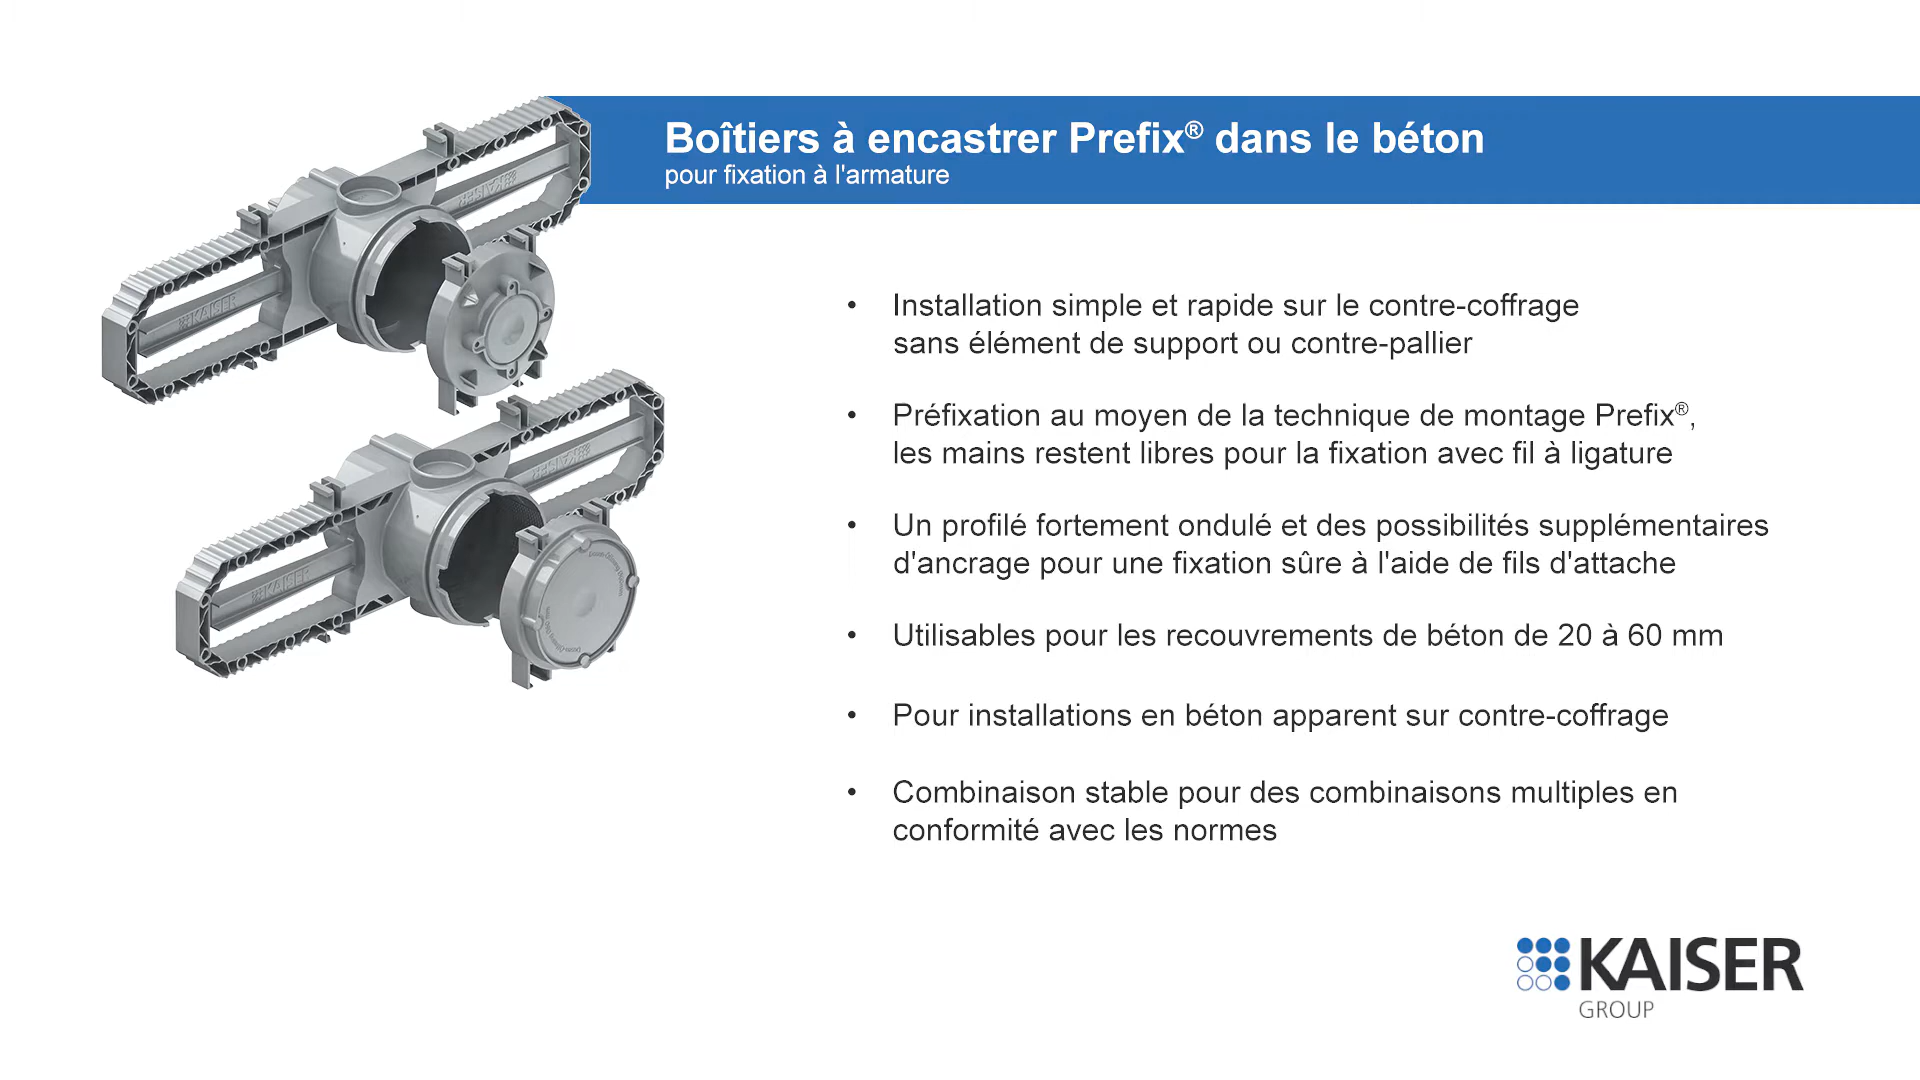 Boîtiers à encastrer Prefix® dans le béton
pour fixation à l'armature
• Installation simple et rapide sur le contre-coffrage
sans élément de support ou contre-pallier
• Préfixation au moyen de la technique de montage Prefix®,
les mains restent libres pour la fixation avec fil à ligature
• Un profilé fortement ondulé et des possibilités supplémentaires
d'ancrage pour une fixation sûre à l'aide de fils d'attache
• Utilisables pour les recouvrements de béton de 20 à 60 mm
• Pour installations en béton apparent sur contre-coffrage
• Combinaison stable pour des combinaisons multiples en
conformité avec les normes
KAISER
KAISER
KAISER
KAISER
KAISER
GROUP